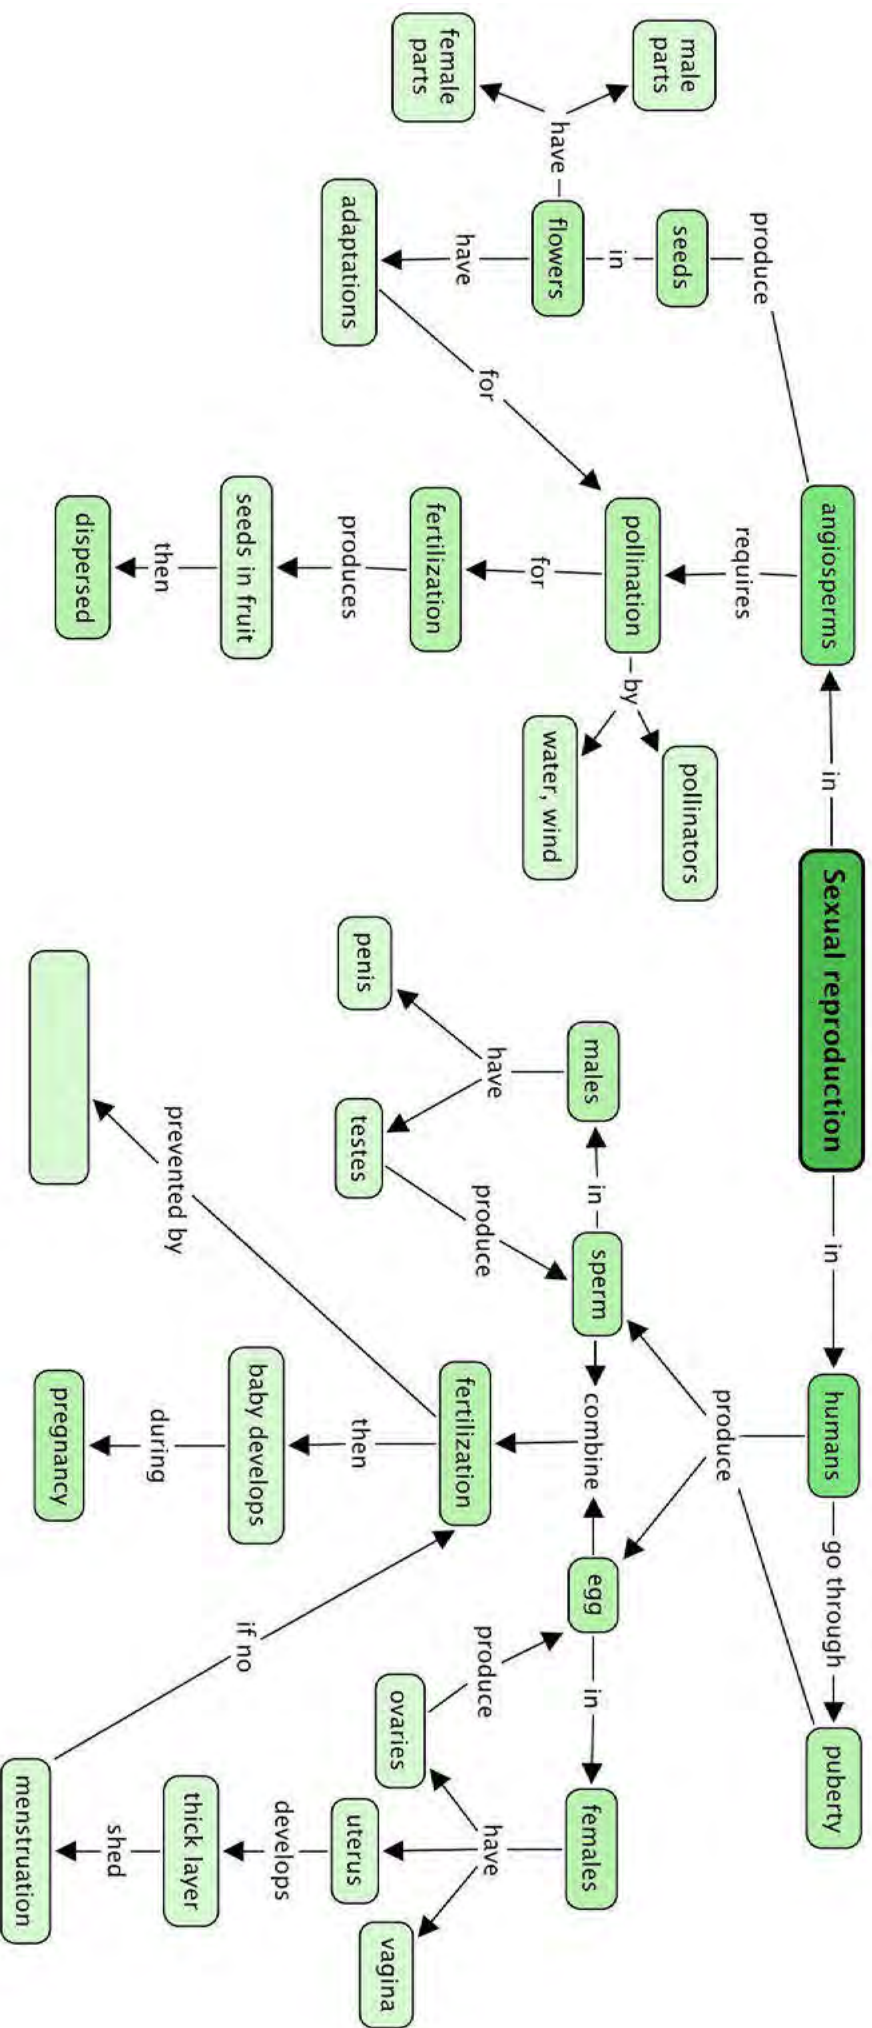 Sexual reproduction
in
in
angiosperms
humans
go through
puberty
produce
requires
produce
seeds
in
flowers
have
male
parts
female
parts
have
adaptations
for
pollination
by
pollinators
water, wind
for
fertilization
produces
seeds in fruit
then
dispersed
sperm
in
males
have
penis
testes
produce
combine
egg
in
females
have
ovaries
produce
uterus
vagina
develops
thick layer
shed
menstruation
if no
fertilization
then
baby develops
during
pregnancy
prevented by